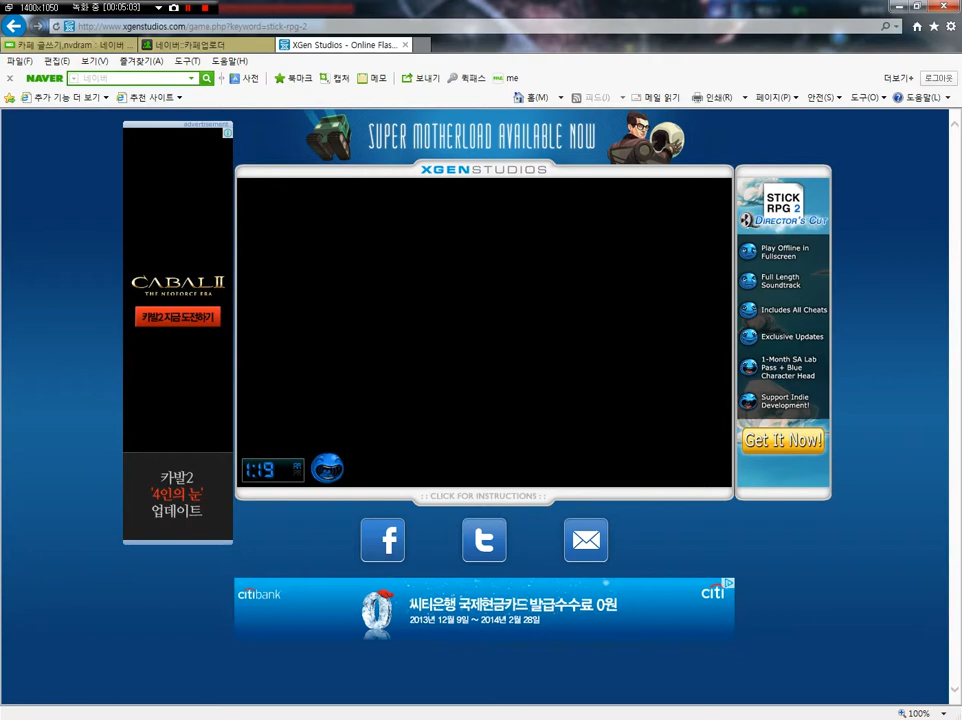 1400x1050 녹화 중 [00:05:03]
http://www.xgenstudios.com/game.php?keyword=stick-rpg-2
카페 글쓰기,nvdram : 네이버 ...
네이버::카페업로더
XGen Studios - Online Flas...
파일(F) 편집(E) 보기(V) 즐겨찾기(A) 도구(T) 도움말(H)
NAVER 네이버 사전 북마크 캡처 메모 보내기 퀵패스 me 더보기 로그아웃
추가 기능 더 보기 추천 사이트 홈(M) 피드(J) 메일 읽기 인쇄(R) 페이지(P) 안전(S) 도구(O) 도움말(L)
advertisement
SUPER MOTHERLOAD AVAILABLE NOW
XGENSTUDIOS
CABAL II
THE NEOFORCE ERA
카발2 지금 도전하기
카발2
'4인의 눈'
업데이트
1:19
:: CLICK FOR INSTRUCTIONS ::
STICK
RPG 2
DIRECTOR'S CUT
Play Offline in
Fullscreen
Full Length
Soundtrack
Includes All Cheats
Exclusive Updates
1-Month SA Lab
Pass + Blue
Character Head
Support Indie
Development!
Get It Now!
citibank
씨티은행 국제현금카드 발급수수료 0원
2013년 12월 9일 ~ 2014년 2월 28일
citi
100%